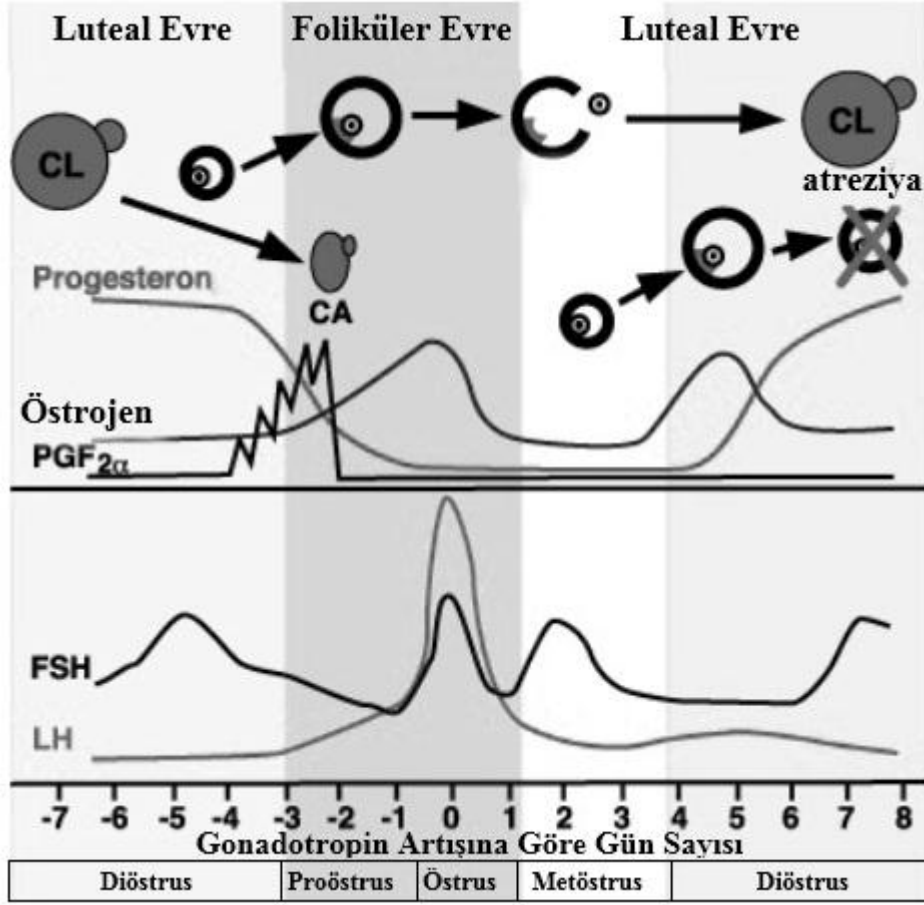 Luteal Evre Foliküler Evre Luteal Evre
CL
CL
atreziya
Progesteron
CA
Östrojen
PGF2α
FSH
LH
-7 -6 -5 -4 -3 -2 -1 0 1 2 3 4 5 6 7 8
Gonadotropin Artışına Göre Gün Sayısı
Diöstrus Proöstrus Östrus Metöstrus Diöstrus